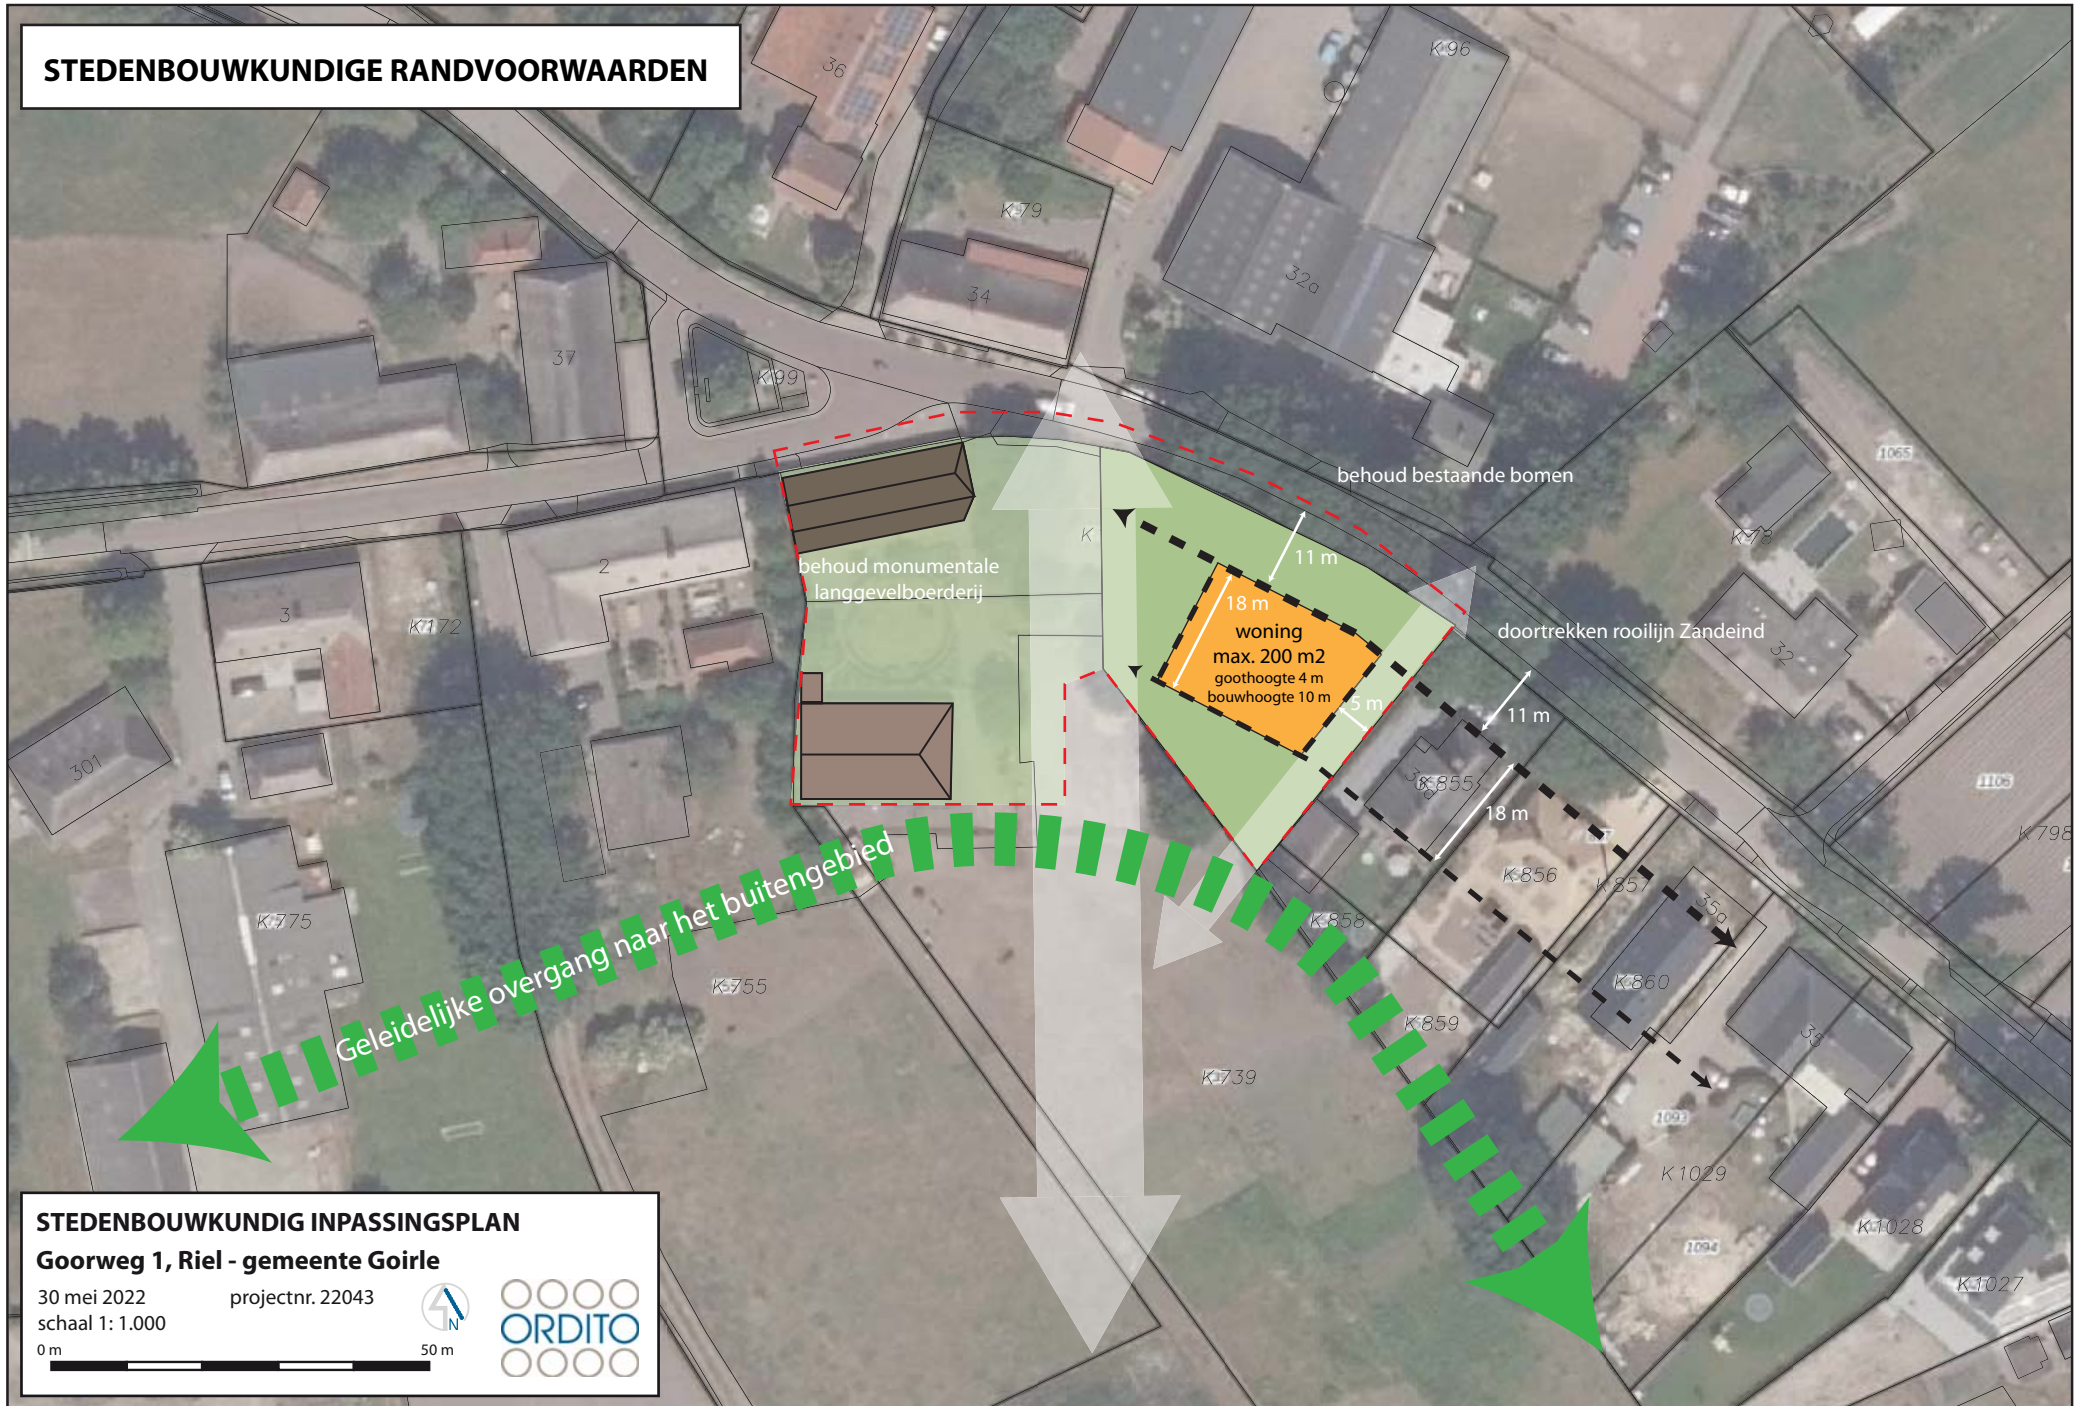 STEDENBOUWKUNDIGE RANDVOORWAARDEN
36
K 96
K 79
34
32a
37
K 99
1065
behoud bestaande bomen
K
11 m
K 78
behoud monumentale
langgevelboerderij
2
3
K 172
18 m
woning
max. 200 m2
goothoogte 4 m
bouwhoogte 10 m
5 m
doortrekken rooilijn Zandeind
32
11 m
301
K 855
1106
18 m
K 798
K 856
K 857
35a
K 775
Geleidelijke overgang naar het buitengebied
K 858
K 755
K 860
K 859
35
K 739
1093
K 1029
K 1028
1094
K 1027
STEDENBOUWKUNDIG INPASSINGSPLAN
Goorweg 1, Riel - gemeente Goirle
30 mei 2022 projectnr. 22043
schaal 1: 1.000
N
ORDITO
0 m 50 m